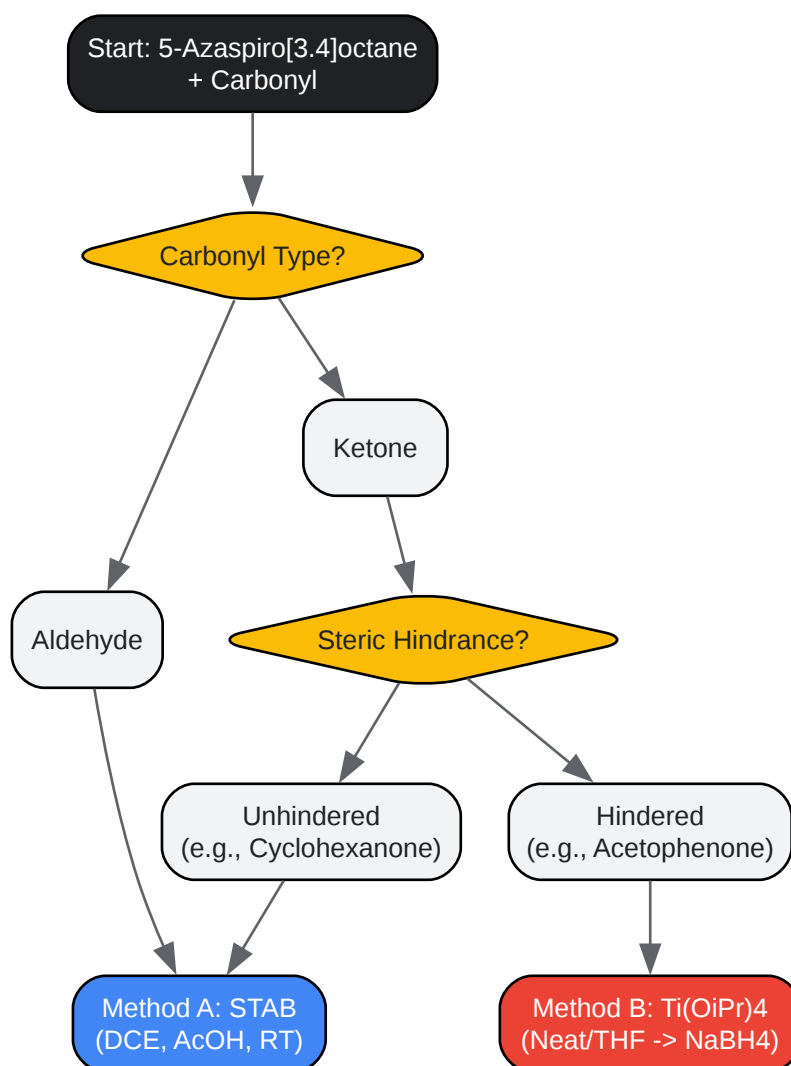 Start: 5-Azaspiro[3.4]octane
+ Carbonyl
Carbonyl Type?
Ketone
Aldehyde
Steric Hindrance?
Unhindered
(e.g., Cyclohexanone)
Hindered
(e.g., Acetophenone)
Method A: STAB
(DCE, AcOH, RT)
Method B: Ti(OiPr)4
(Neat/THF -> NaBH4)